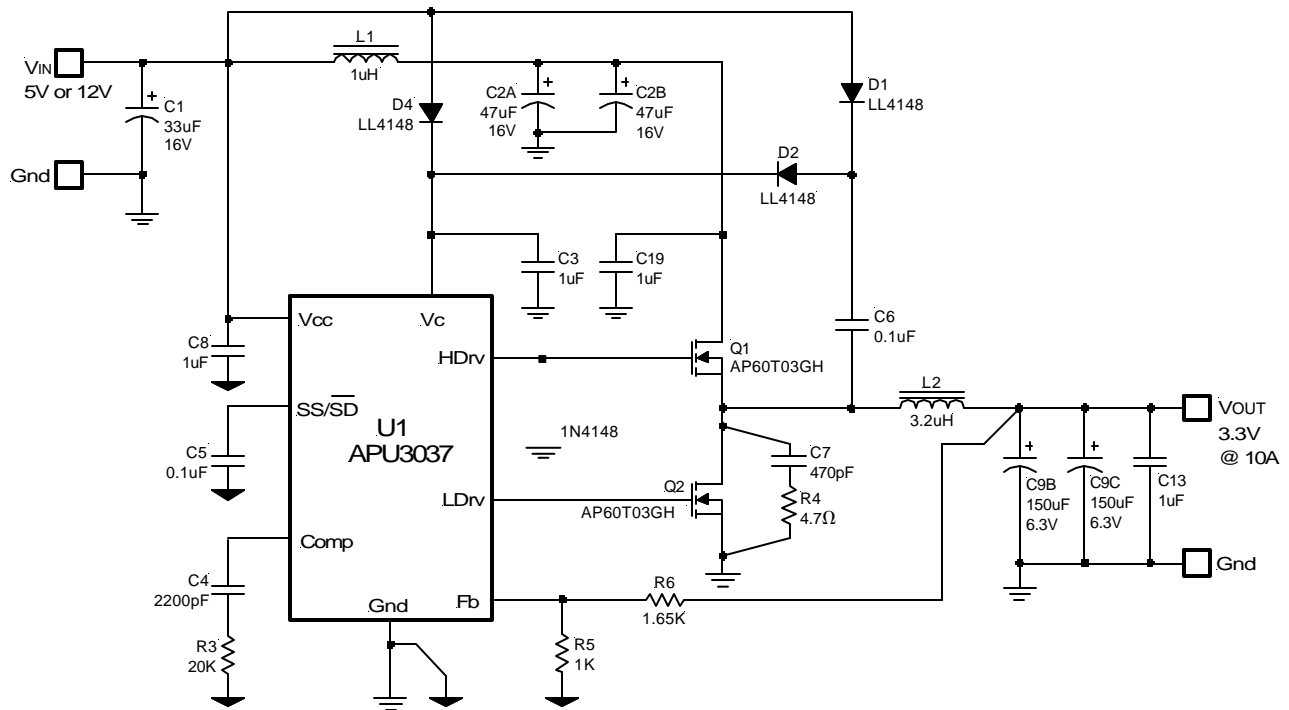 VIN
5V or 12V
Gnd
C1
33uF
16V
L1
1uH
D4
LL4148
C2A
47uF
16V
C2B
47uF
16V
D1
LL4148
D2
LL4148
C3
1uF
C19
1uF
C6
0.1uF
C8
1uF
Vcc
Vc
HDrv
SS/SD
U1
APU3037
LDrv
Comp
Gnd
Fb
C5
0.1uF
C4
2200pF
R3
20K
1N4148
Q1
AP60T03GH
Q2
AP60T03GH
C7
470pF
R4
4.7Ω
L2
3.2uH
VOUT
3.3V
@ 10A
C9B
150uF
6.3V
C9C
150uF
6.3V
C13
1uF
Gnd
R6
1.65K
R5
1K